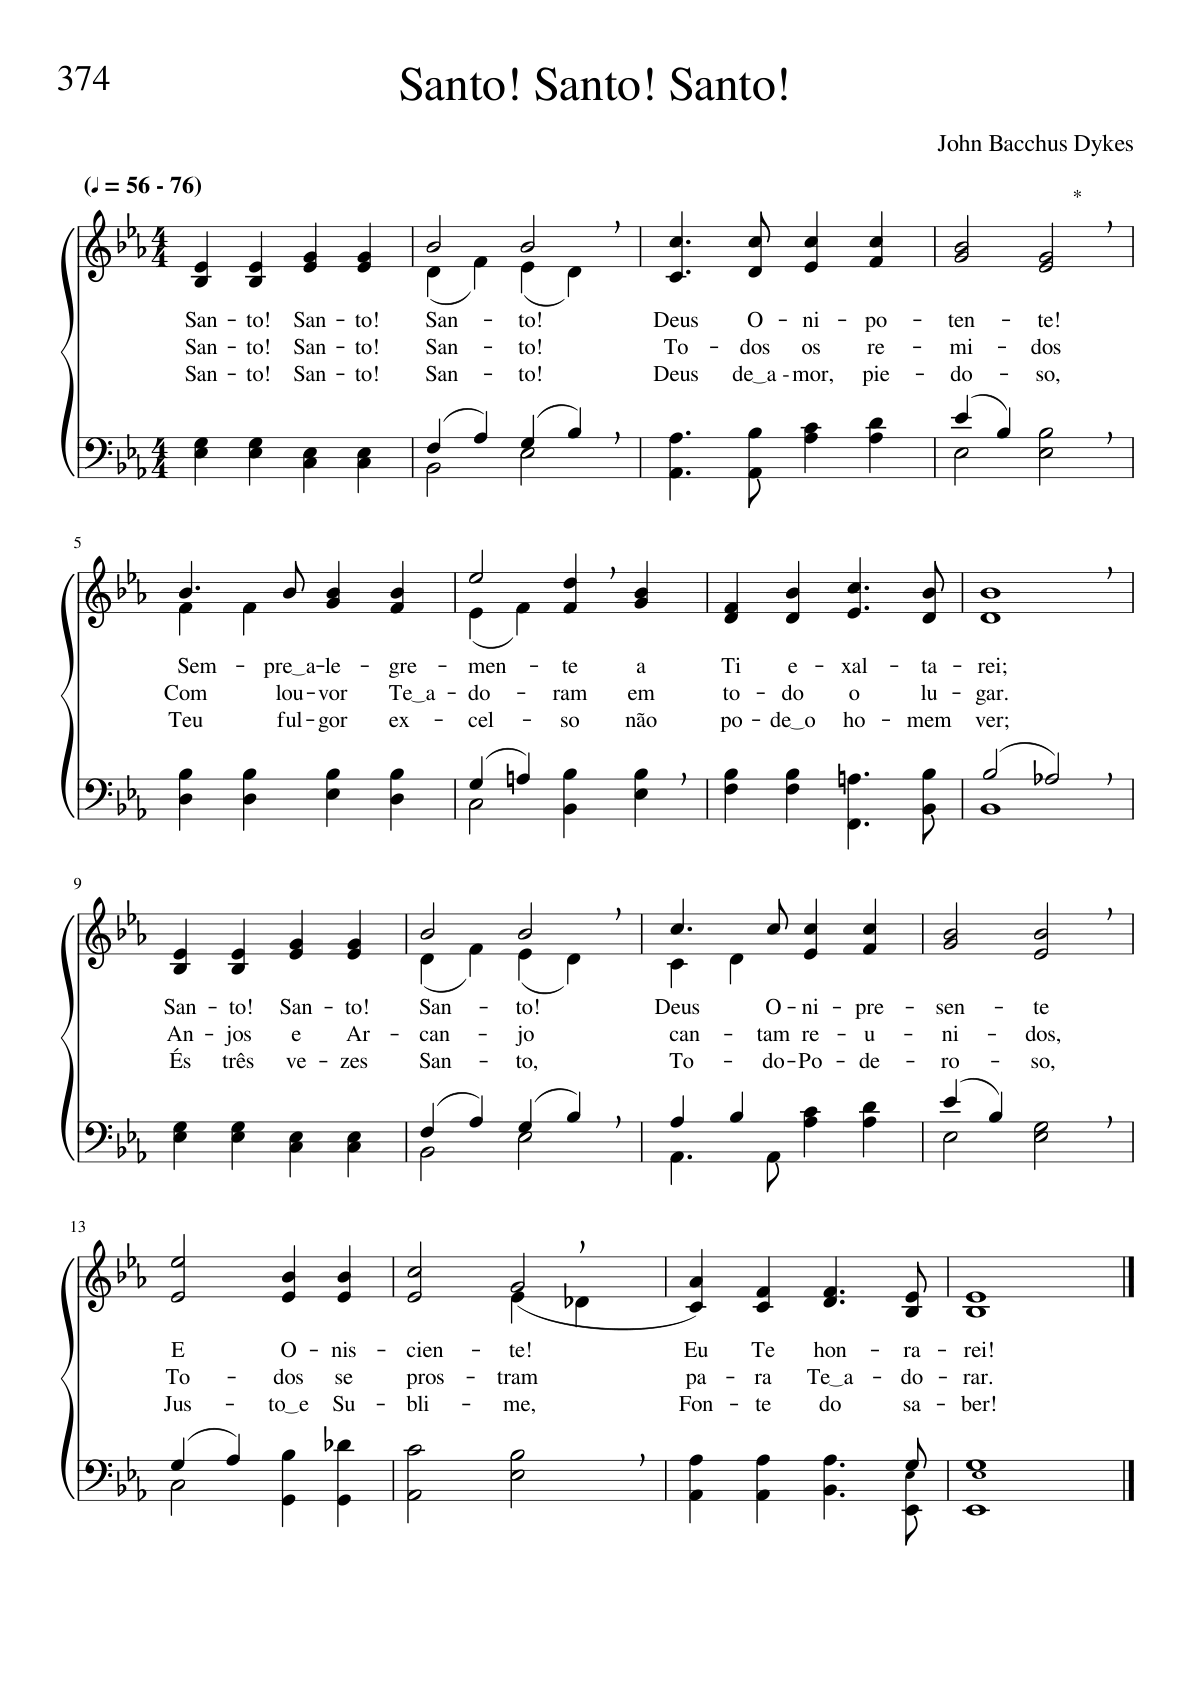 374
Santo! Santo! Santo!
John Bacchus Dykes
(♩ = 56 - 76)
*
San - to! San - to! San - to! Deus O - ni - po - ten - te!
San - to! San - to! San - to! To - dos os re - mi - dos
San - to! San - to! San - to! Deus de‿a - mor, pie - do - so,
5
Sem - pre‿a - le - gre - men - te a Ti e - xal - ta - rei;
Com lou - vor Te‿a - do - ram em to - do o lu - gar.
Teu ful - gor ex - cel - so não po - de‿o ho - mem ver;
9
San - to! San - to! San - to! Deus O - ni - pre - sen - te
An - jos e Ar - can - jo can - tam re - u - ni - dos,
És três ve - zes San - to, To - do - Po - de - ro - so,
13
E O - nis - cien - te! Eu Te hon - ra - rei!
To - dos se pros - tram pa - ra Te‿a - do - rar.
Jus - to‿e Su - bli - me, Fon - te do sa - ber!